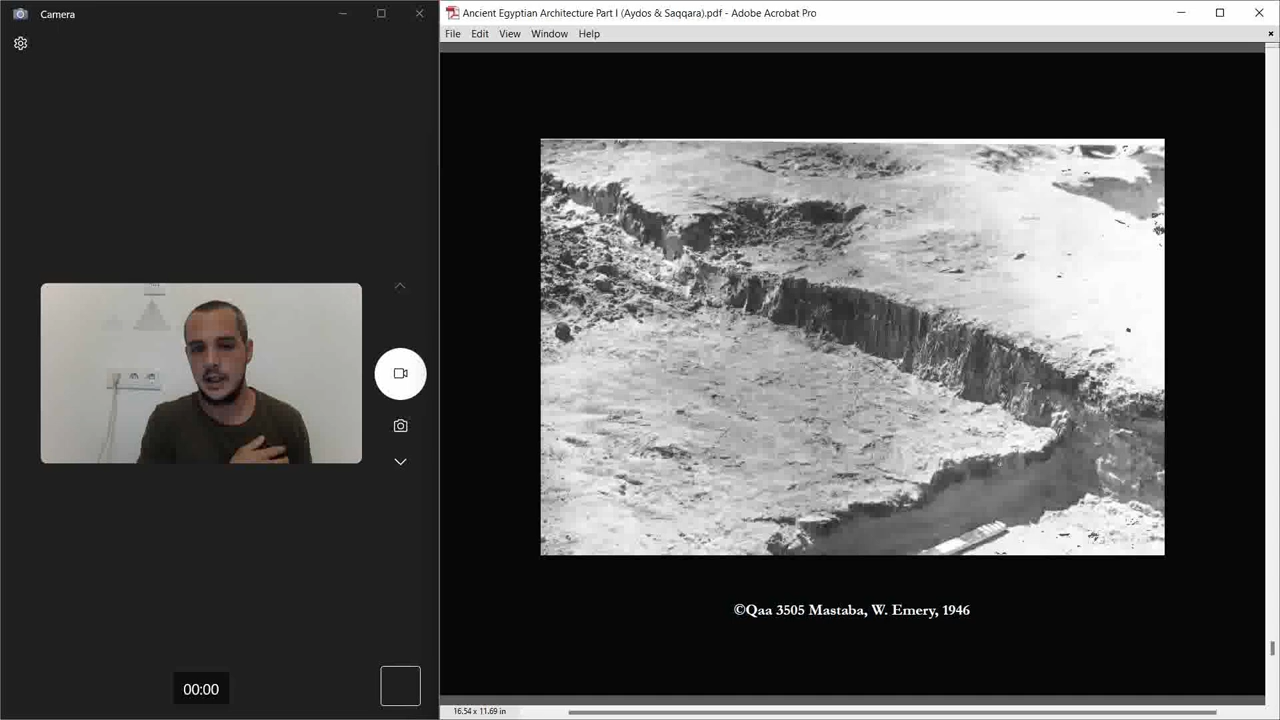 Camera
00:00
Ancient Egyptian Architecture Part I (Aydos & Saqqara).pdf - Adobe Acrobat Pro
File Edit View Window Help
©Qaa 3505 Mastaba, W. Emery, 1946
16.54 x 11.69 in